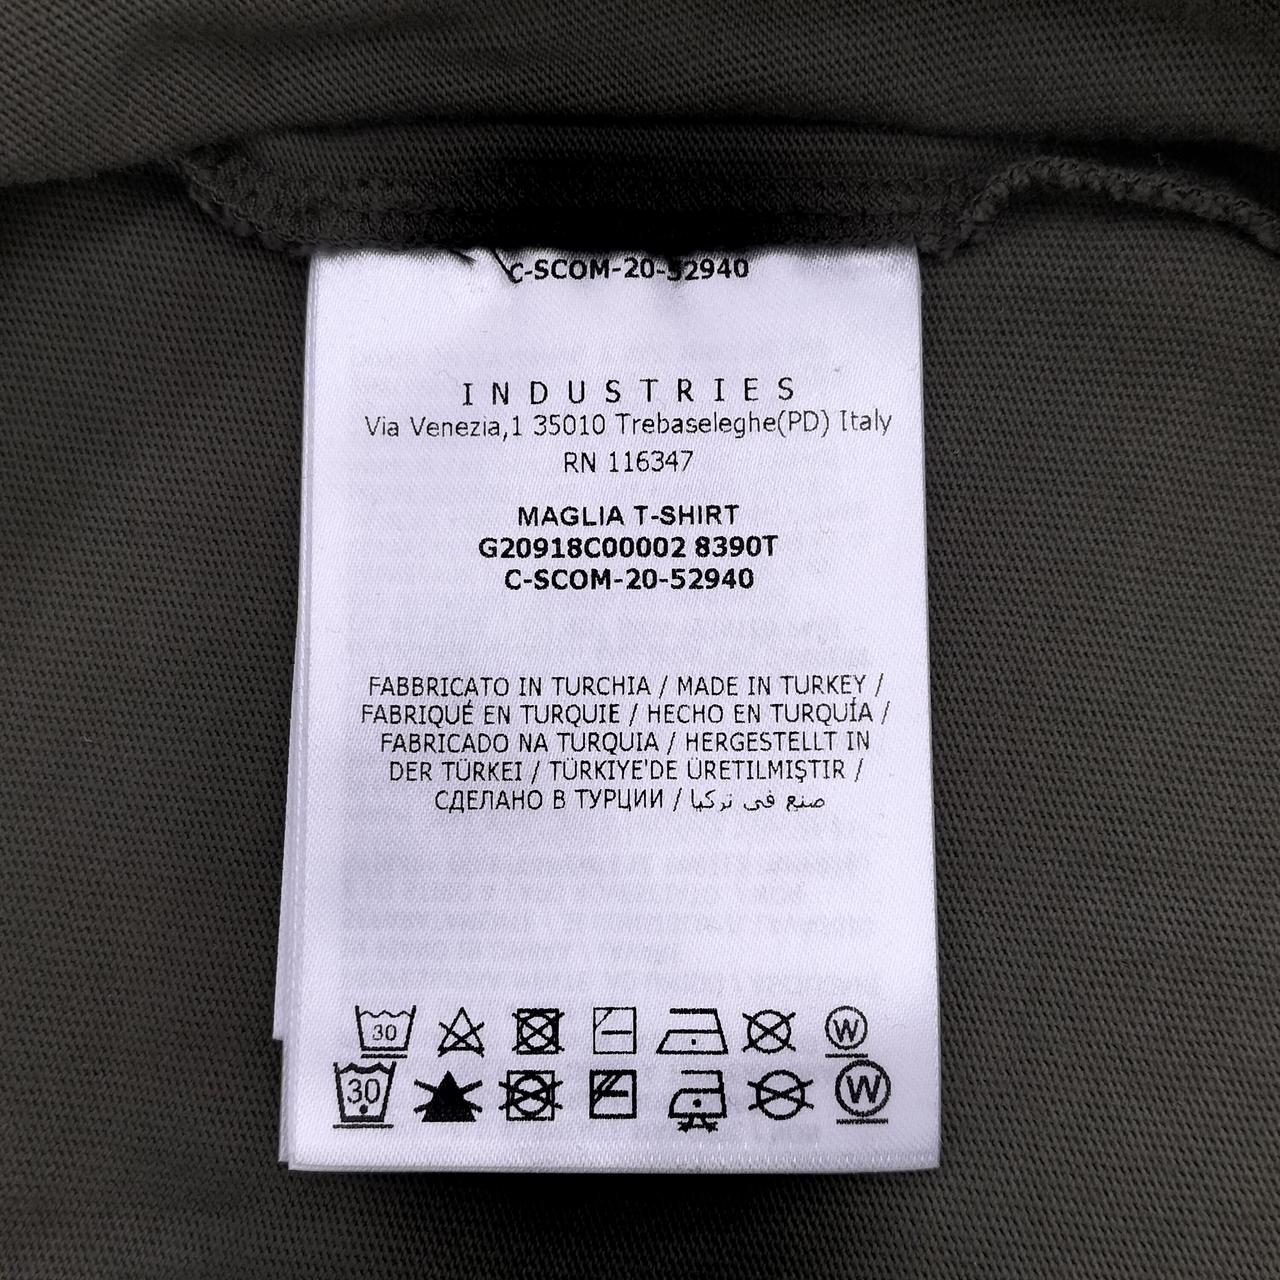 C-SCOM-20-52940
INDUSTRIES
Via Venezia,1 35010 Trebaseleghe(PD) Italy
RN 116347
MAGLIA T-SHIRT
G20918C00002 8390T
C-SCOM-20-52940
FABBRICATO IN TURCHIA / MADE IN TURKEY /
FABRIQUÉ EN TURQUIE / HECHO EN TURQUÍA /
FABRICADO NA TURQUIA / HERGESTELLT IN
DER TÜRKEI / TÜRKIYE'DE ÜRETILMIŞTIR /
СДЕЛАНО В ТУРЦИИ / صنع في تركيا
30 W
30 W